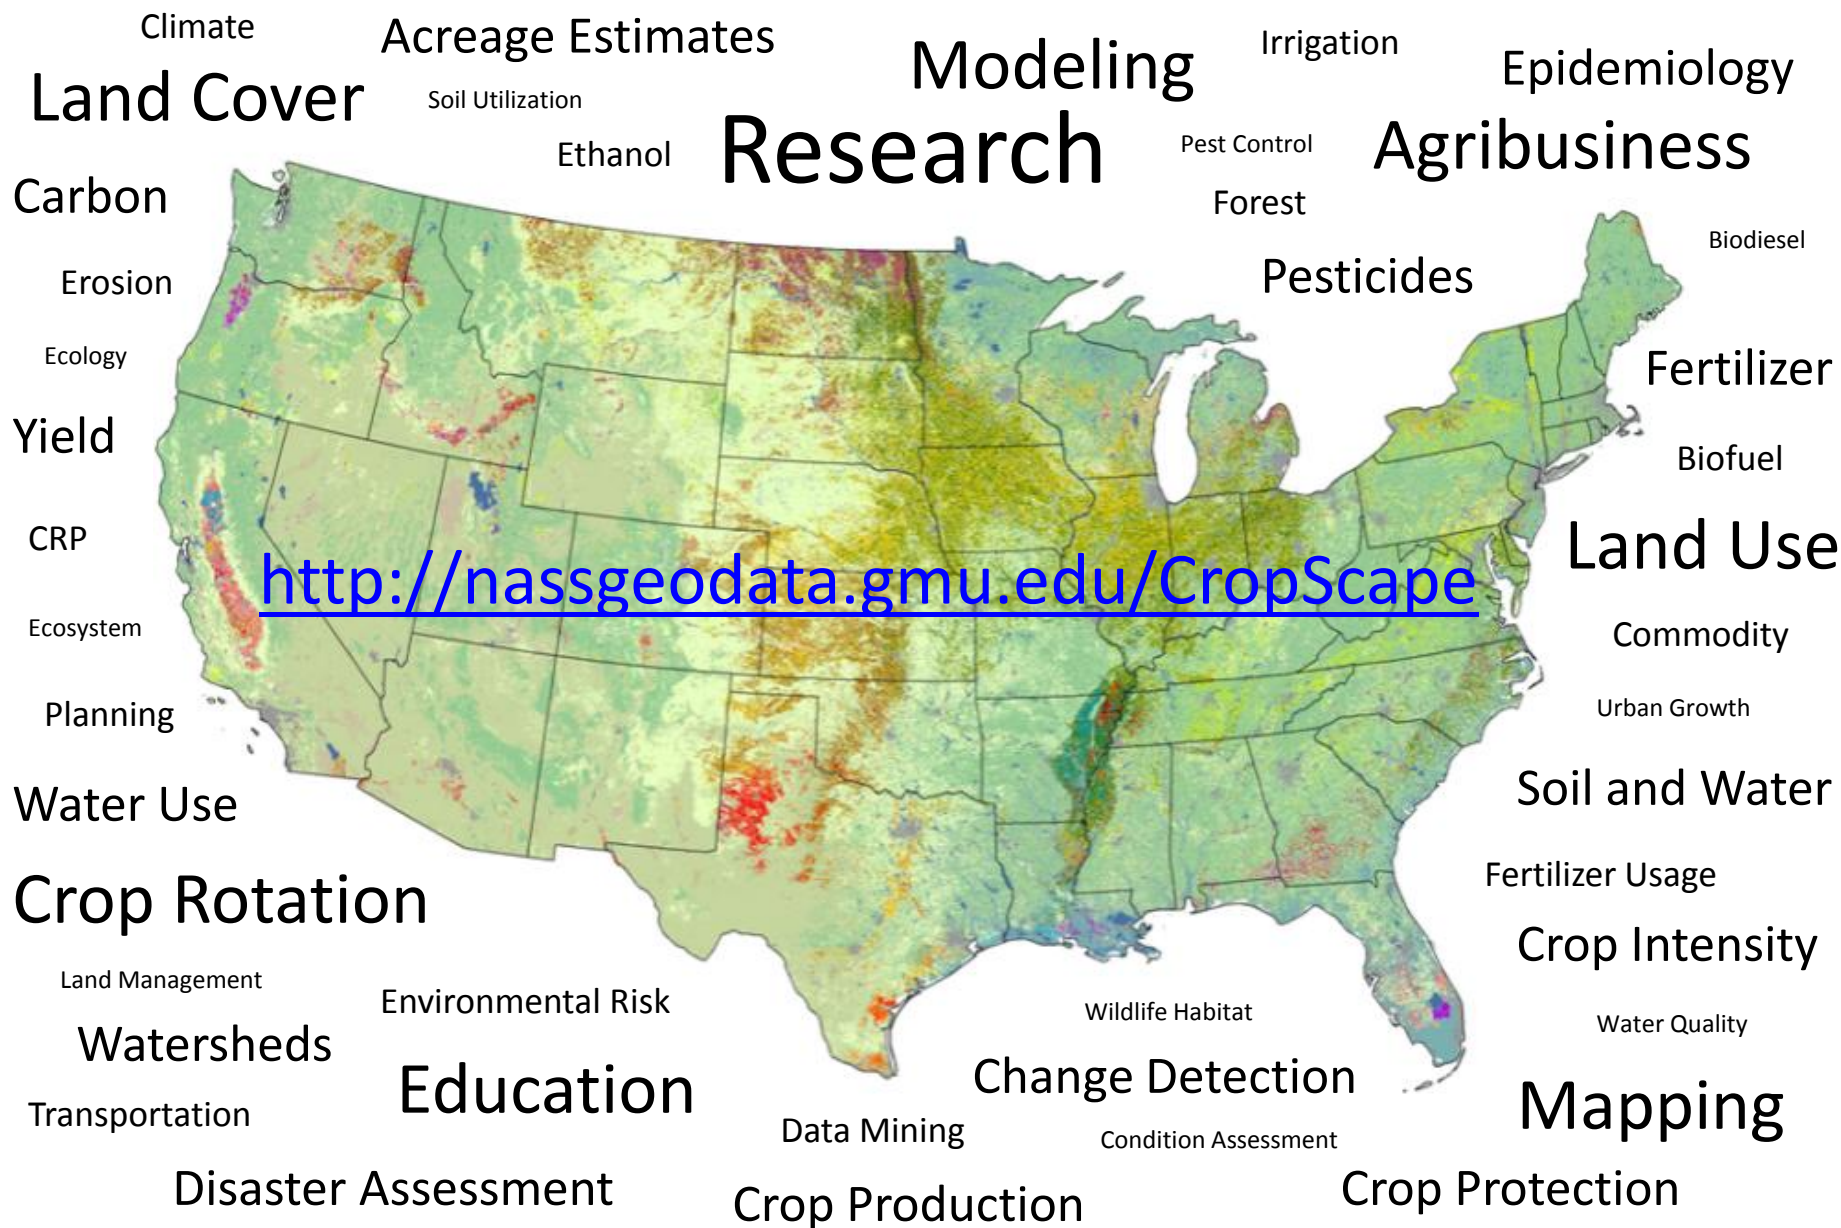 Climate
Acreage Estimates
Modeling
Irrigation
Epidemiology
Land Cover
Soil Utilization
Research
Pest Control
Agribusiness
Ethanol
Carbon
Forest
Biodiesel
Erosion
Pesticides
Ecology
Fertilizer
Yield
Biofuel
CRP
Land Use
http://nassgeodata.gmu.edu/CropScape
Ecosystem
Commodity
Planning
Urban Growth
Water Use
Soil and Water
Crop Rotation
Fertilizer Usage
Crop Intensity
Land Management
Environmental Risk
Wildlife Habitat
Water Quality
Watersheds
Education
Change Detection
Mapping
Transportation
Data Mining
Condition Assessment
Disaster Assessment
Crop Production
Crop Protection